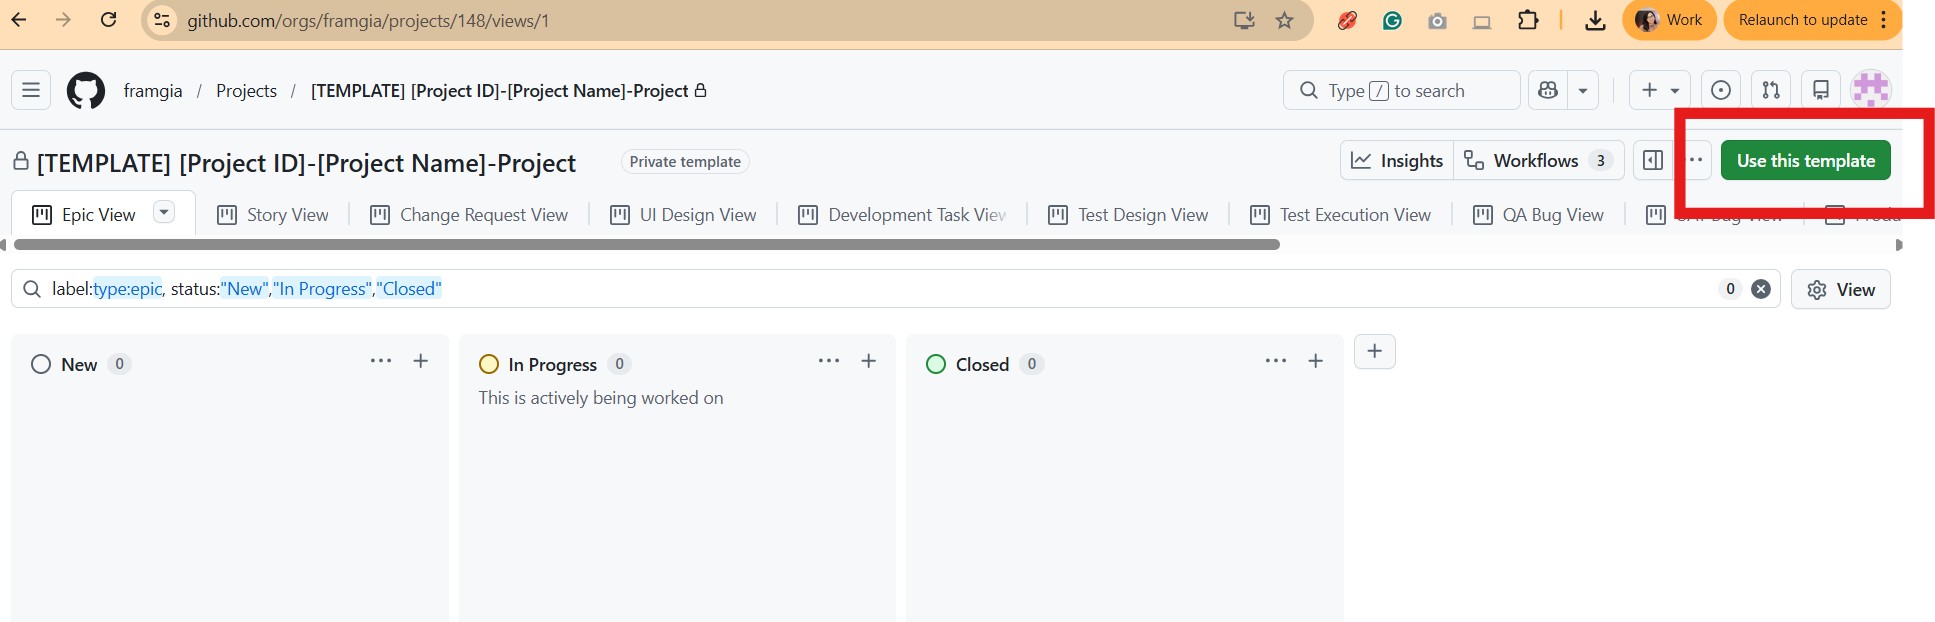 github.com/orgs/framgia/projects/148/views/1
Work
Relaunch to update
framgia / Projects / [TEMPLATE] [Project ID]-[Project Name]-Project
Type / to search
[TEMPLATE] [Project ID]-[Project Name]-Project
Private template
Insights
Workflows 3
Use this template
Epic View
Story View
Change Request View
UI Design View
Development Task View
Test Design View
Test Execution View
QA Bug View
label:type:epic, status:"New","In Progress","Closed"
0
View
New 0
In Progress 0
This is actively being worked on
Closed 0